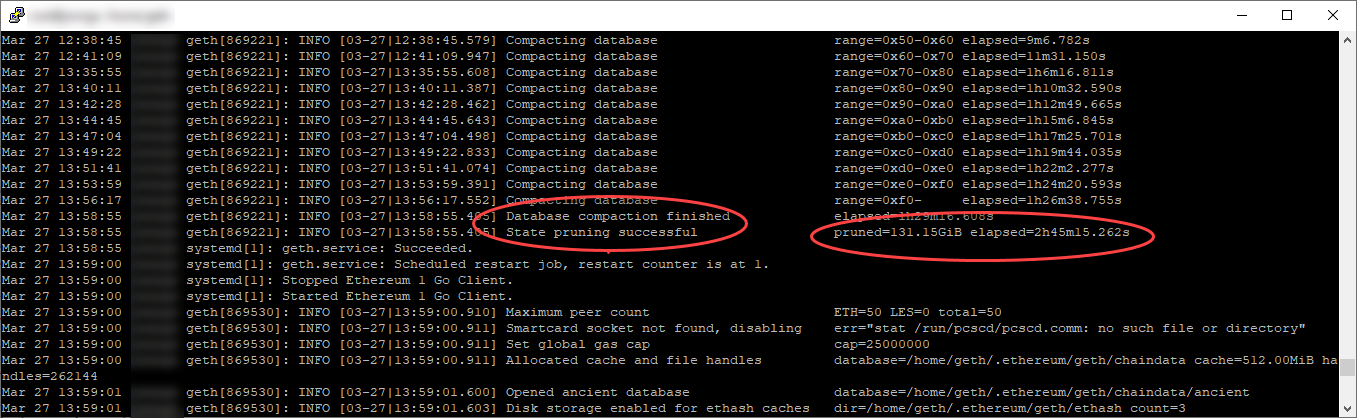 Mar 27 12:38:45 geth[869221]: INFO [03-27|12:38:45.579] Compacting database range=0x50-0x60 elapsed=9m6.782s
Mar 27 12:41:09 geth[869221]: INFO [03-27|12:41:09.947] Compacting database range=0x60-0x70 elapsed=11m31.150s
Mar 27 13:35:55 geth[869221]: INFO [03-27|13:35:55.608] Compacting database range=0x70-0x80 elapsed=1h6m16.811s
Mar 27 13:40:11 geth[869221]: INFO [03-27|13:40:11.387] Compacting database range=0x80-0x90 elapsed=1h10m32.590s
Mar 27 13:42:28 geth[869221]: INFO [03-27|13:42:28.462] Compacting database range=0x90-0xa0 elapsed=1h12m49.665s
Mar 27 13:44:45 geth[869221]: INFO [03-27|13:44:45.643] Compacting database range=0xa0-0xb0 elapsed=1h15m6.845s
Mar 27 13:47:04 geth[869221]: INFO [03-27|13:47:04.498] Compacting database range=0xb0-0xc0 elapsed=1h17m25.701s
Mar 27 13:49:22 geth[869221]: INFO [03-27|13:49:22.833] Compacting database range=0xc0-0xd0 elapsed=1h19m44.035s
Mar 27 13:51:41 geth[869221]: INFO [03-27|13:51:41.074] Compacting database range=0xd0-0xe0 elapsed=1h22m2.277s
Mar 27 13:53:59 geth[869221]: INFO [03-27|13:53:59.391] Compacting database range=0xe0-0xf0 elapsed=1h24m20.593s
Mar 27 13:56:17 geth[869221]: INFO [03-27|13:56:17.552] Compacting database range=0xf0- elapsed=1h26m38.755s
Mar 27 13:58:55 geth[869221]: INFO [03-27|13:58:55.405] Database compaction finished elapsed=1h29m16.608s
Mar 27 13:58:55 geth[869221]: INFO [03-27|13:58:55.405] State pruning successful pruned=131.15GiB elapsed=2h45m15.262s
Mar 27 13:58:55 systemd[1]: geth.service: Succeeded.
Mar 27 13:59:00 systemd[1]: geth.service: Scheduled restart job, restart counter is at 1.
Mar 27 13:59:00 systemd[1]: Stopped Ethereum 1 Go Client.
Mar 27 13:59:00 systemd[1]: Started Ethereum 1 Go Client.
Mar 27 13:59:00 geth[869530]: INFO [03-27|13:59:00.910] Maximum peer count ETH=50 LES=0 total=50
Mar 27 13:59:00 geth[869530]: INFO [03-27|13:59:00.911] Smartcard socket not found, disabling err="stat /run/pcscd/pcscd.comm: no such file or directory"
Mar 27 13:59:00 geth[869530]: INFO [03-27|13:59:00.911] Set global gas cap cap=25000000
Mar 27 13:59:00 geth[869530]: INFO [03-27|13:59:00.911] Allocated cache and file handles database=/home/geth/.ethereum/geth/chaindata cache=512.00MiB ha
ndles=262144
Mar 27 13:59:01 geth[869530]: INFO [03-27|13:59:01.600] Opened ancient database database=/home/geth/.ethereum/geth/chaindata/ancient
Mar 27 13:59:01 geth[869530]: INFO [03-27|13:59:01.603] Disk storage enabled for ethash caches dir=/home/geth/.ethereum/geth/ethash count=3